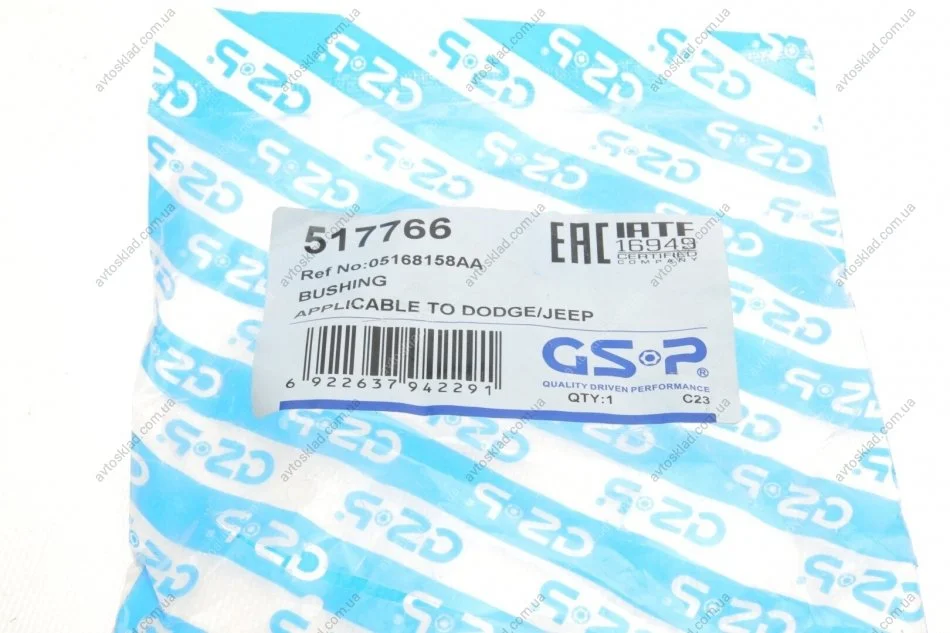 517766
Ref No:05168158AA
BUSHING
APPLICABLE TO DODGE/JEEP
EAC
IATF
16949
CERTIFIED
COMPANY
6 922637 942291
GSP®
QUALITY DRIVEN PERFORMANCE
QTY:1
C23
avtosklad.com.ua